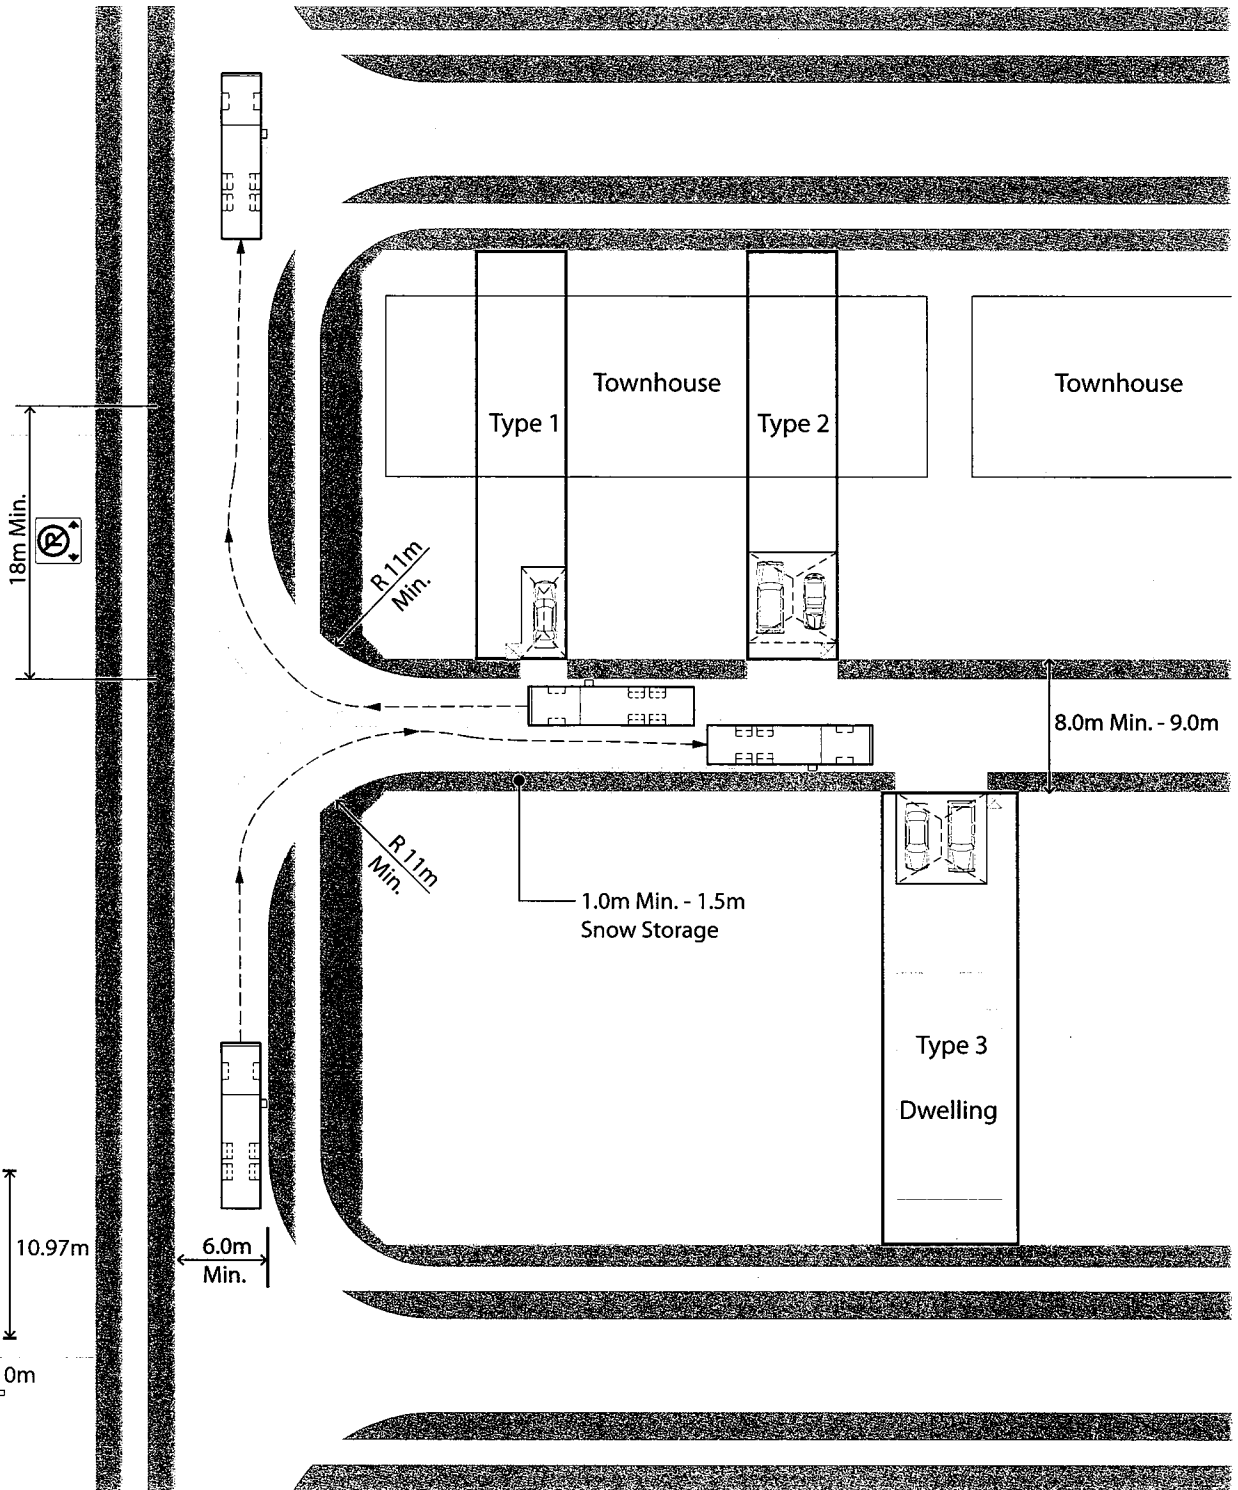 Townhouse
Townhouse
Type 1
Type 2
18m Min.
R 11m
Min.
8.0m Min. - 9.0m
R 11m
Min.
1.0m Min. - 1.5m
Snow Storage
Type 3
Dwelling
10.97m
6.0m
Min.
0m